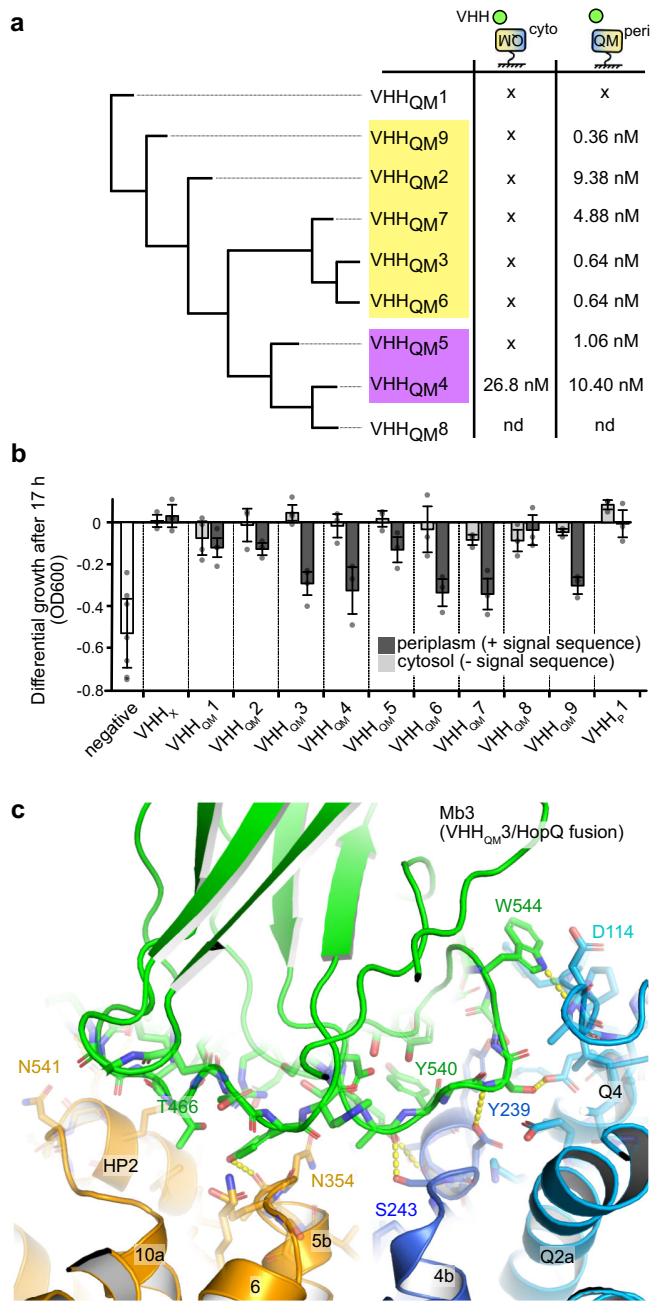 a
VHH
QM cyto
QM peri
VHHQM1 x x
VHHQM9 x 0.36 nM
VHHQM2 x 9.38 nM
VHHQM7 x 4.88 nM
VHHQM3 x 0.64 nM
VHHQM6 x 0.64 nM
VHHQM5 x 1.06 nM
VHHQM4 26.8 nM 10.40 nM
VHHQM8 nd nd
b
Differential growth after 17 h
(OD600)
0
-0.2
-0.4
-0.6
-0.8
periplasm (+ signal sequence)
cytosol (- signal sequence)
negative
VHHX
VHHQM1
VHHQM2
VHHQM3
VHHQM4
VHHQM5
VHHQM6
VHHQM7
VHHQM8
VHHQM9
VHHP1
c
Mb3
(VHHQM3/HopQ fusion)
W544
D114
N541
T466
Y540
Q4
Y239
HP2
N354
S243
10a
5b
6
4b
Q2a